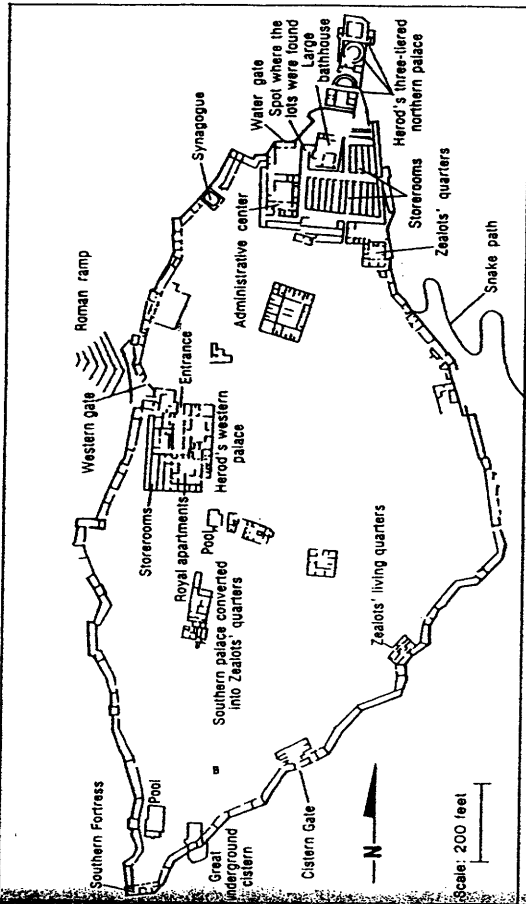 Southern Fortress
Pool
Great
underground
cistern
Cistern Gate
Zealots' living quarters
Southern palace converted
into Zealots' quarters
Pool
Royal apartments
Storerooms
Western gate
Roman ramp
Entrance
Herod's western
palace
Synagogue
Administrative center
Water gate
Spot where the
lots were found
Large
bathhouse
Herod's three-tiered
northern palace
Storerooms
Zealots' quarters
Snake path
N
Scale: 200 feet